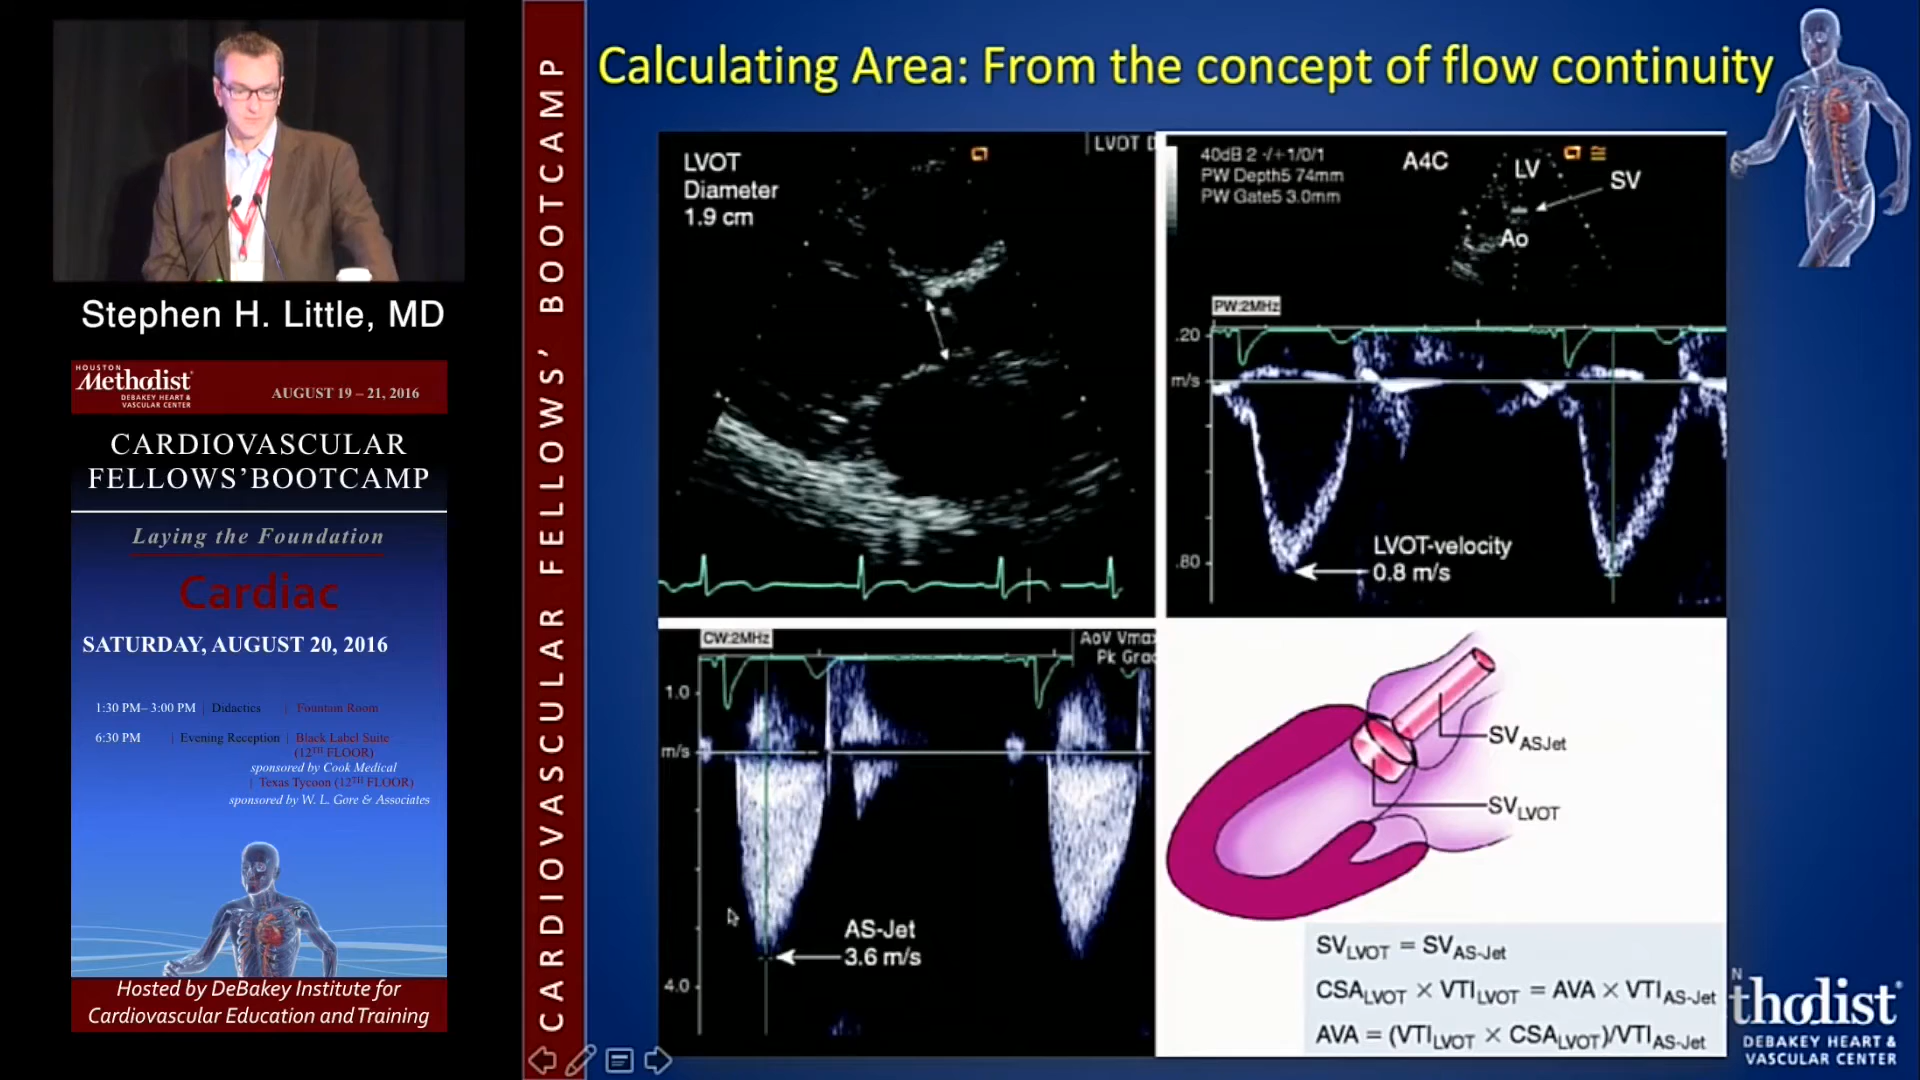 Stephen H. Little, MD
HOUSTON
Methodist
DEBAKEY HEART &
VASCULAR CENTER
AUGUST 19 – 21, 2016
CARDIOVASCULAR
FELLOWS’BOOTCAMP
Laying the Foundation
Cardiac
SATURDAY, AUGUST 20, 2016
1:30 PM– 3:00 PM | Didactics | Fountain Room
6:30 PM | Evening Reception | Black Label Suite
(12TH FLOOR)
sponsored by Cook Medical
| Texas Tycoon (12TH FLOOR)
sponsored by W. L. Gore & Associates
Hosted by DeBakey Institute for
Cardiovascular Education and Training
CARDIOVASCULAR FELLOWS’ BOOTCAMP
Calculating Area: From the concept of flow continuity
LVOT
Diameter
1.9 cm
LVOT D
40dB 2 ·/+1/0/1
PW Depth5 74mm
PW Gate5 3.0mm
A4C
LV
SV
Ao
PW:2MHz
.20
m/s
.80
LVOT-velocity
0.8 m/s
CW:2MHz
AoV Vmax
Pk Grad
1.0
m/s
4.0
AS-Jet
3.6 m/s
SVASJet
SVLVOT
SVLVOT = SVAS-Jet
CSALVOT × VTILVOT = AVA × VTIAS-Jet
AVA = (VTILVOT × CSALVOT)/VTIAS-Jet
N
thodist
DEBAKEY HEART &
VASCULAR CENTER